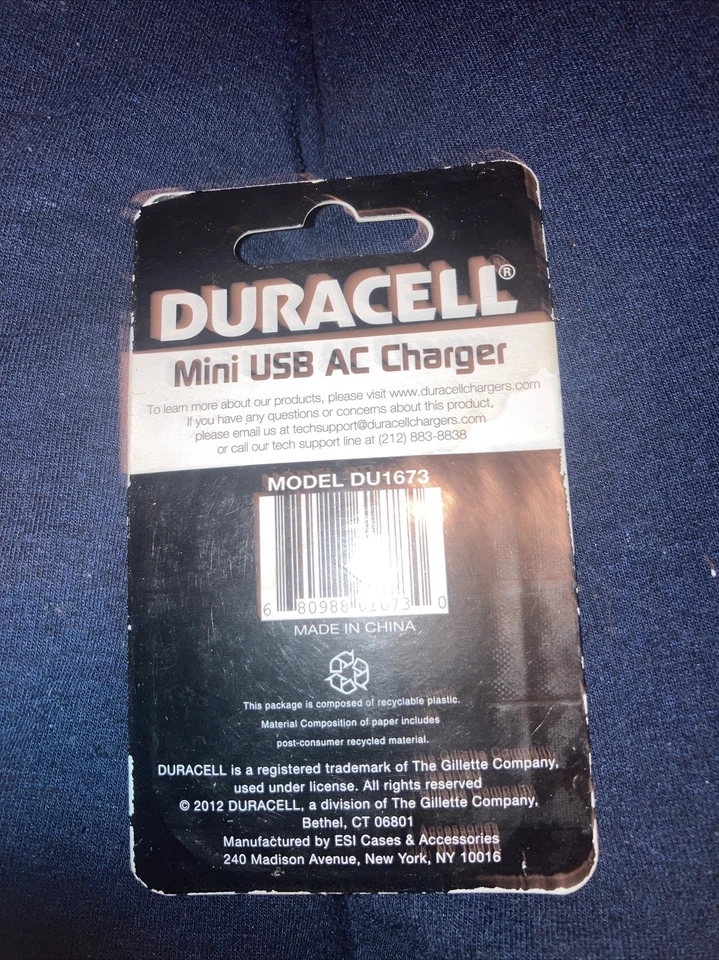 DURACELL®
Mini USB AC Charger
To learn more about our products, please visit www.duracellchargers.com
If you have any questions or concerns about this product,
please email us at techsupport@duracellchargers.com
or call our tech support line at (212) 883-8838
MODEL DU1673
6 80988 01673 0
MADE IN CHINA
This package is composed of recyclable plastic.
Material Composition of paper includes
post-consumer recycled material.
DURACELL is a registered trademark of The Gillette Company,
used under license. All rights reserved
© 2012 DURACELL, a division of The Gillette Company,
Bethel, CT 06801
Manufactured by ESI Cases & Accessories
240 Madison Avenue, New York, NY 10016